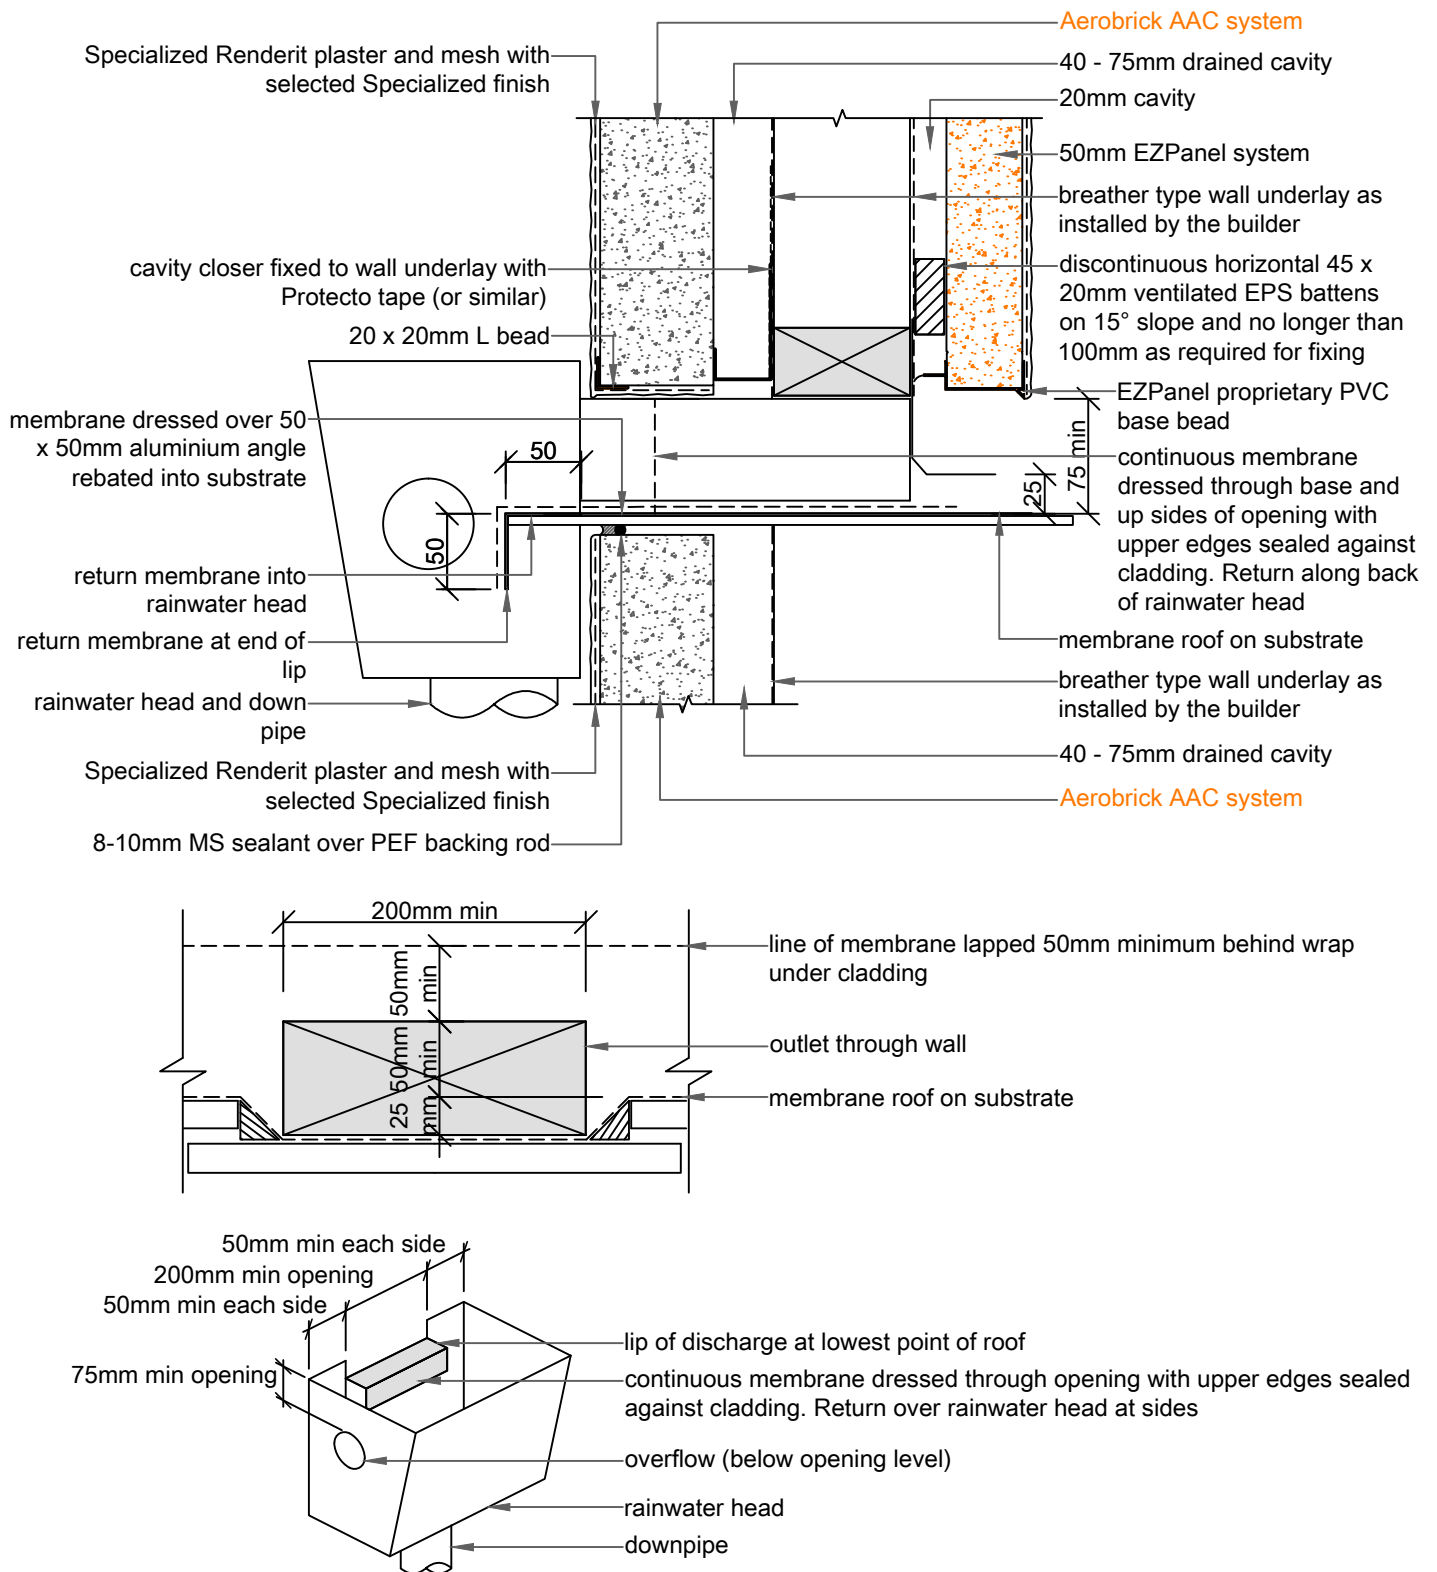 Aerobrick AAC system
Specialized Renderit plaster and mesh with
selected Specialized finish
40 - 75mm drained cavity
20mm cavity
50mm EZPanel system
breather type wall underlay as
installed by the builder
cavity closer fixed to wall underlay with
Protecto tape (or similar)
discontinuous horizontal 45 x
20mm ventilated EPS battens
on 15° slope and no longer than
100mm as required for fixing
20 x 20mm L bead
EZPanel proprietary PVC
base bead
membrane dressed over 50
x 50mm aluminium angle
rebated into substrate
50
75 min
25
50
continuous membrane
dressed through base and
up sides of opening with
upper edges sealed against
cladding. Return along back
of rainwater head
return membrane into
rainwater head
return membrane at end of
lip
membrane roof on substrate
rainwater head and down
pipe
breather type wall underlay as
installed by the builder
40 - 75mm drained cavity
Specialized Renderit plaster and mesh with
selected Specialized finish
Aerobrick AAC system
8-10mm MS sealant over PEF backing rod
200mm min
line of membrane lapped 50mm minimum behind wrap
under cladding
50mm
min
50mm
min
25
mm
outlet through wall
membrane roof on substrate
50mm min each side
200mm min opening
50mm min each side
75mm min opening
lip of discharge at lowest point of roof
continuous membrane dressed through opening with upper edges sealed
against cladding. Return over rainwater head at sides
overflow (below opening level)
rainwater head
downpipe